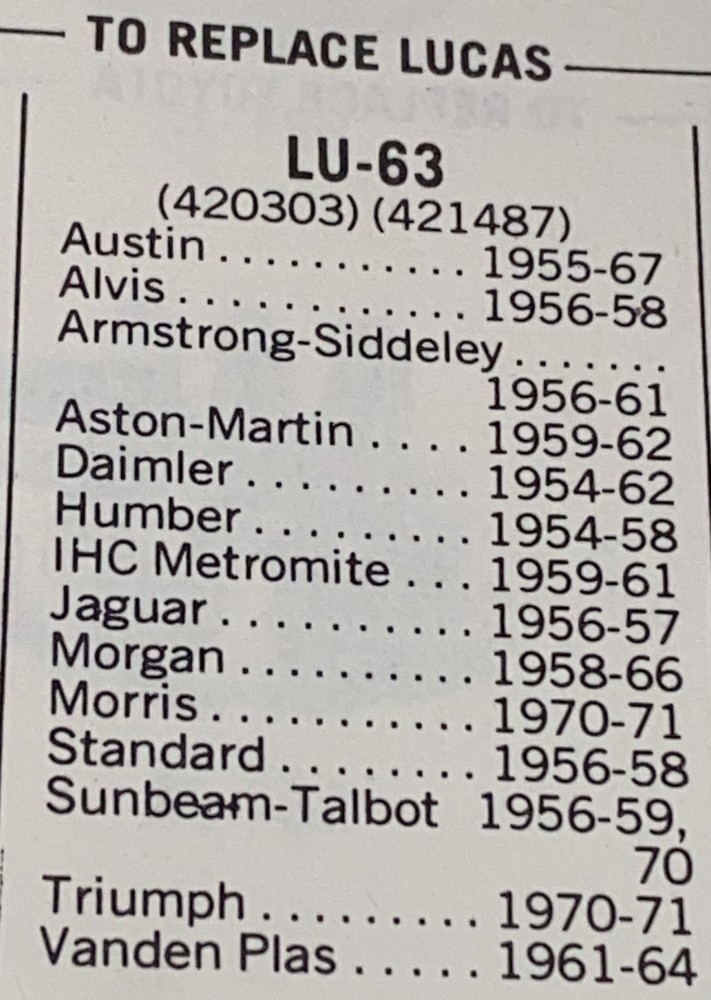 TO REPLACE LUCAS
LU-63
(420303) (421487)
Austin ........... 1955-67
Alvis ............. 1956-58
Armstrong-Siddeley .......
1956-61
Aston-Martin .... 1959-62
Daimler ......... 1954-62
Humber ......... 1954-58
IHC Metromite ... 1959-61
Jaguar .......... 1956-57
Morgan .......... 1958-66
Morris ........... 1970-71
Standard ........ 1956-58
Sunbeam-Talbot 1956-59,
70
Triumph ......... 1970-71
Vanden Plas ..... 1961-64